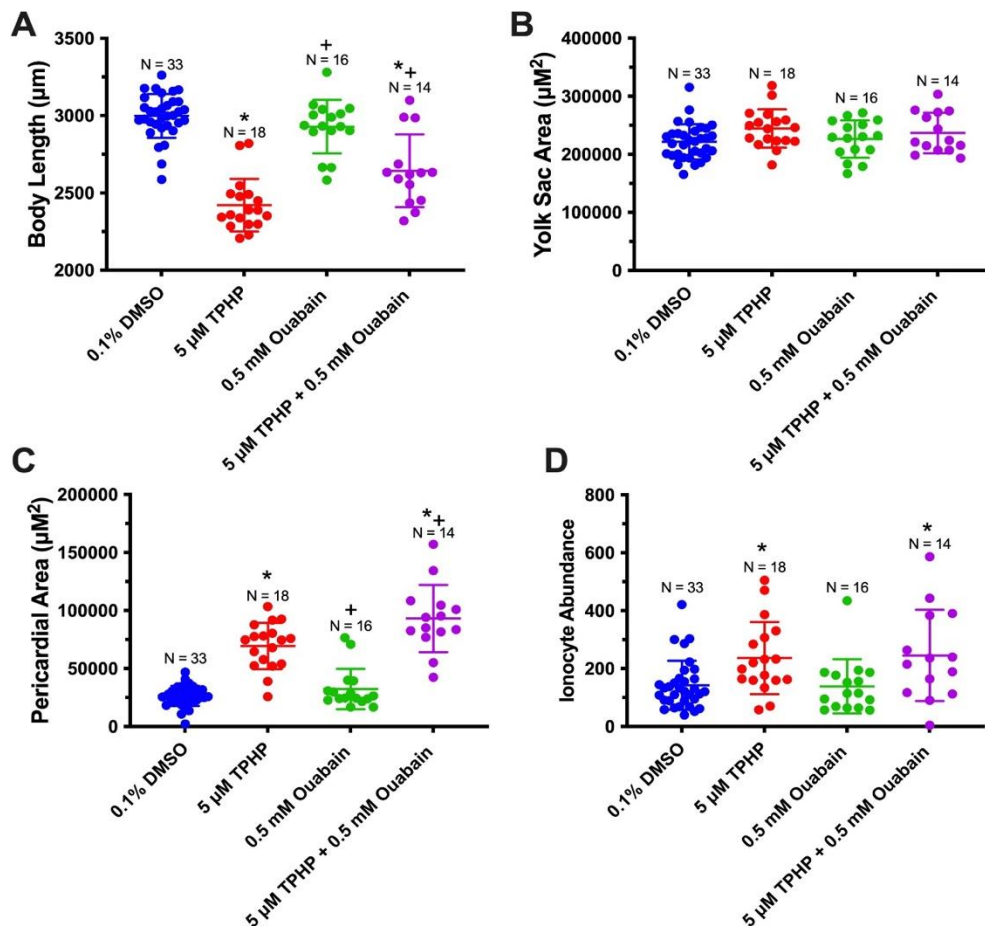 A
Body Length (µm)
3500
3000
2500
2000
N = 33
*
N = 18
+
N = 16
*+
N = 14
0.1% DMSO
5 µM TPHP
0.5 mM Ouabain
5 µM TPHP + 0.5 mM Ouabain
B
Yolk Sac Area (µM²)
400000
300000
200000
100000
0
N = 33
N = 18
N = 16
N = 14
0.1% DMSO
5 µM TPHP
0.5 mM Ouabain
5 µM TPHP + 0.5 mM Ouabain
C
Pericardial Area (µM²)
200000
150000
100000
50000
0
N = 33
*
N = 18
+
N = 16
*+
N = 14
0.1% DMSO
5 µM TPHP
0.5 mM Ouabain
5 µM TPHP + 0.5 mM Ouabain
D
Ionocyte Abundance
800
600
400
200
0
N = 33
*
N = 18
N = 16
*
N = 14
0.1% DMSO
5 µM TPHP
0.5 mM Ouabain
5 µM TPHP + 0.5 mM Ouabain